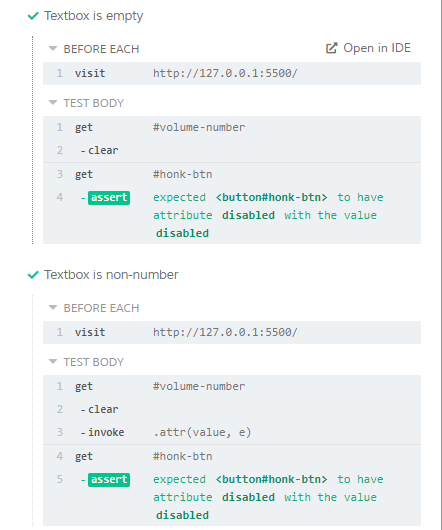 Textbox is empty
BEFORE EACH Open in IDE
1 visit http://127.0.0.1:5500/
TEST BODY
1 get #volume-number
2 -clear
3 get #honk-btn
4 -assert expected <button#honk-btn> to have
attribute disabled with the value
disabled
Textbox is non-number
BEFORE EACH
1 visit http://127.0.0.1:5500/
TEST BODY
1 get #volume-number
2 -clear
3 -invoke .attr(value, e)
4 get #honk-btn
5 -assert expected <button#honk-btn> to have
attribute disabled with the value
disabled